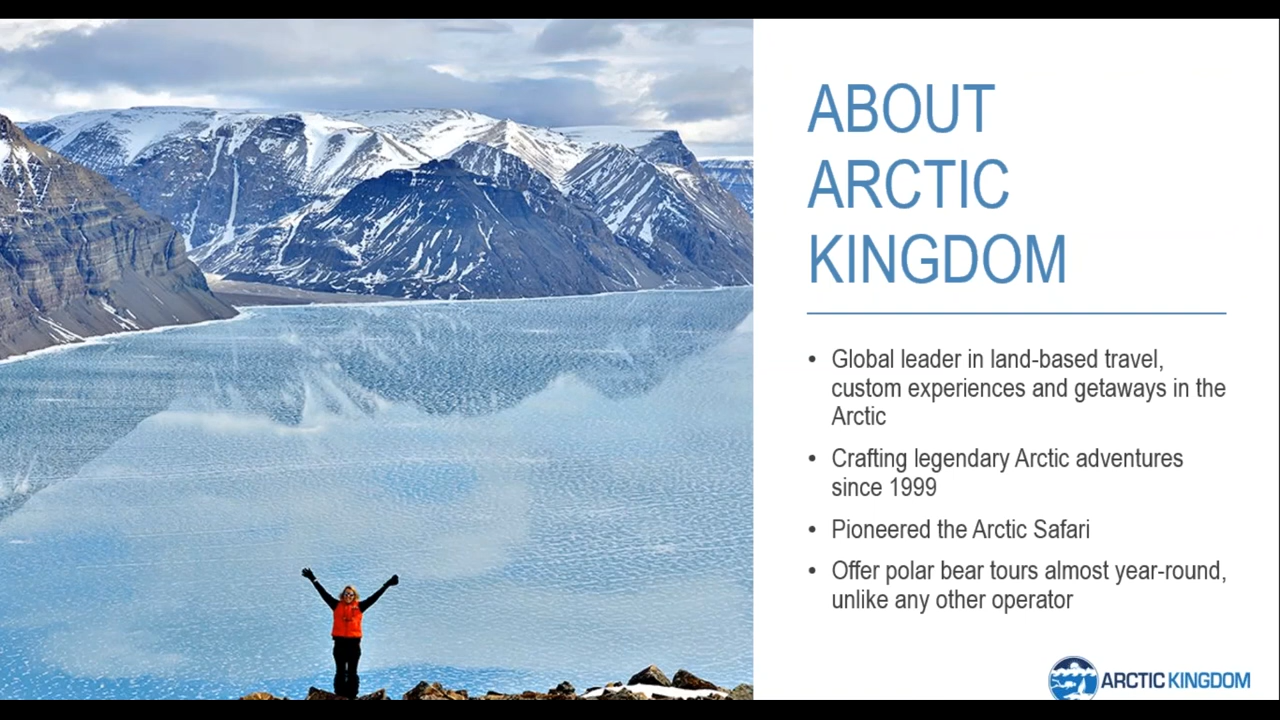 ABOUT
ARCTIC
KINGDOM
• Global leader in land-based travel,
custom experiences and getaways in the
Arctic
• Crafting legendary Arctic adventures
since 1999
• Pioneered the Arctic Safari
• Offer polar bear tours almost year-round,
unlike any other operator
ARCTIC KINGDOM